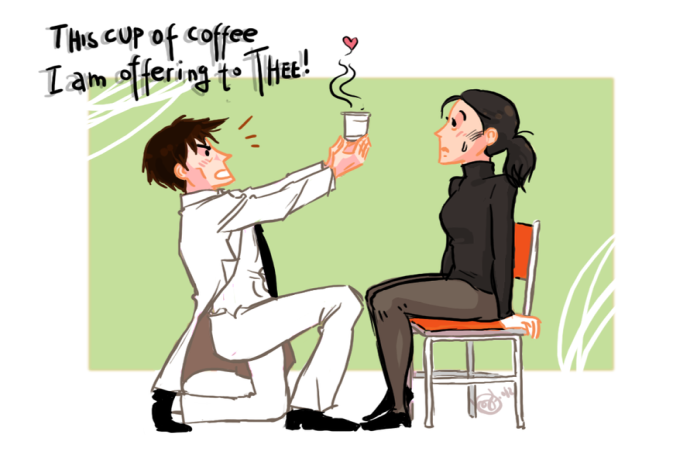 This cup of coffee
I am offering to Thee!